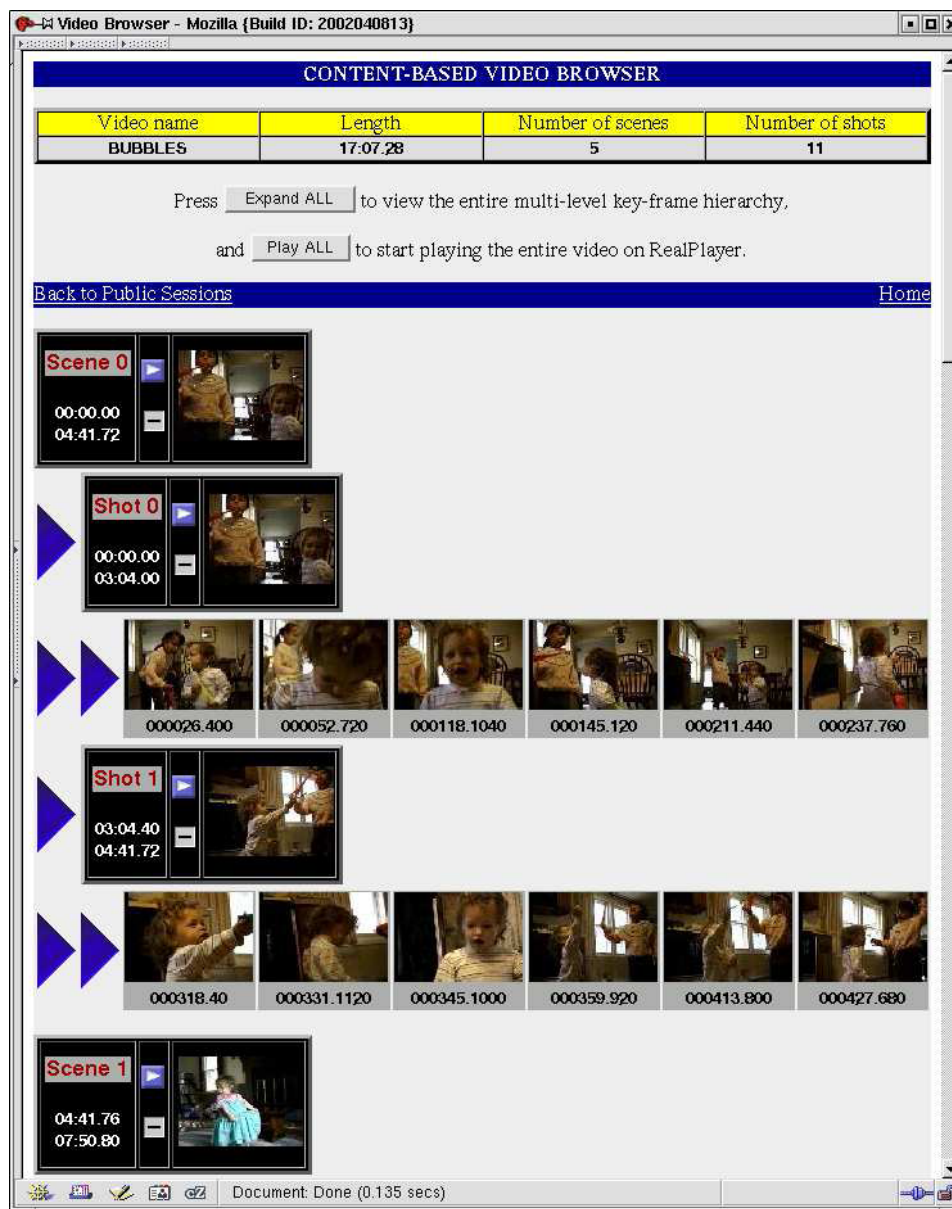 Video Browser - Mozilla {Build ID: 2002040813}
CONTENT-BASED VIDEO BROWSER
Video name Length Number of scenes Number of shots
BUBBLES 17:07.28 5 11
Press Expand ALL to view the entire multi-level key-frame hierarchy,
and Play ALL to start playing the entire video on RealPlayer.
Back to Public Sessions Home
Scene 0
00:00.00
04:41.72
Shot 0
00:00.00
03:04.00
000026.400 000052.720 000118.1040 000145.120 000211.440 000237.760
Shot 1
03:04.40
04:41.72
000318.40 000331.1120 000345.1000 000359.920 000413.800 000427.680
Scene 1
04:41.76
07:50.80
Document: Done (0.135 secs)